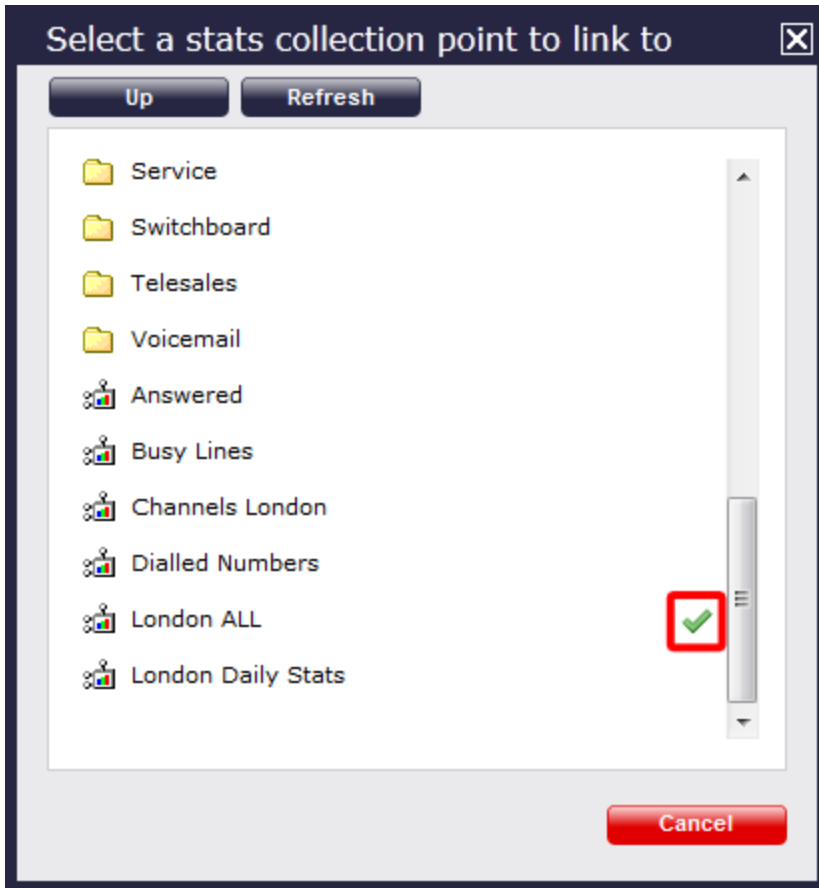 Select a stats collection point to link to
Up Refresh
Service
Switchboard
Telesales
Voicemail
Answered
Busy Lines
Channels London
Dialled Numbers
London ALL
London Daily Stats
Cancel